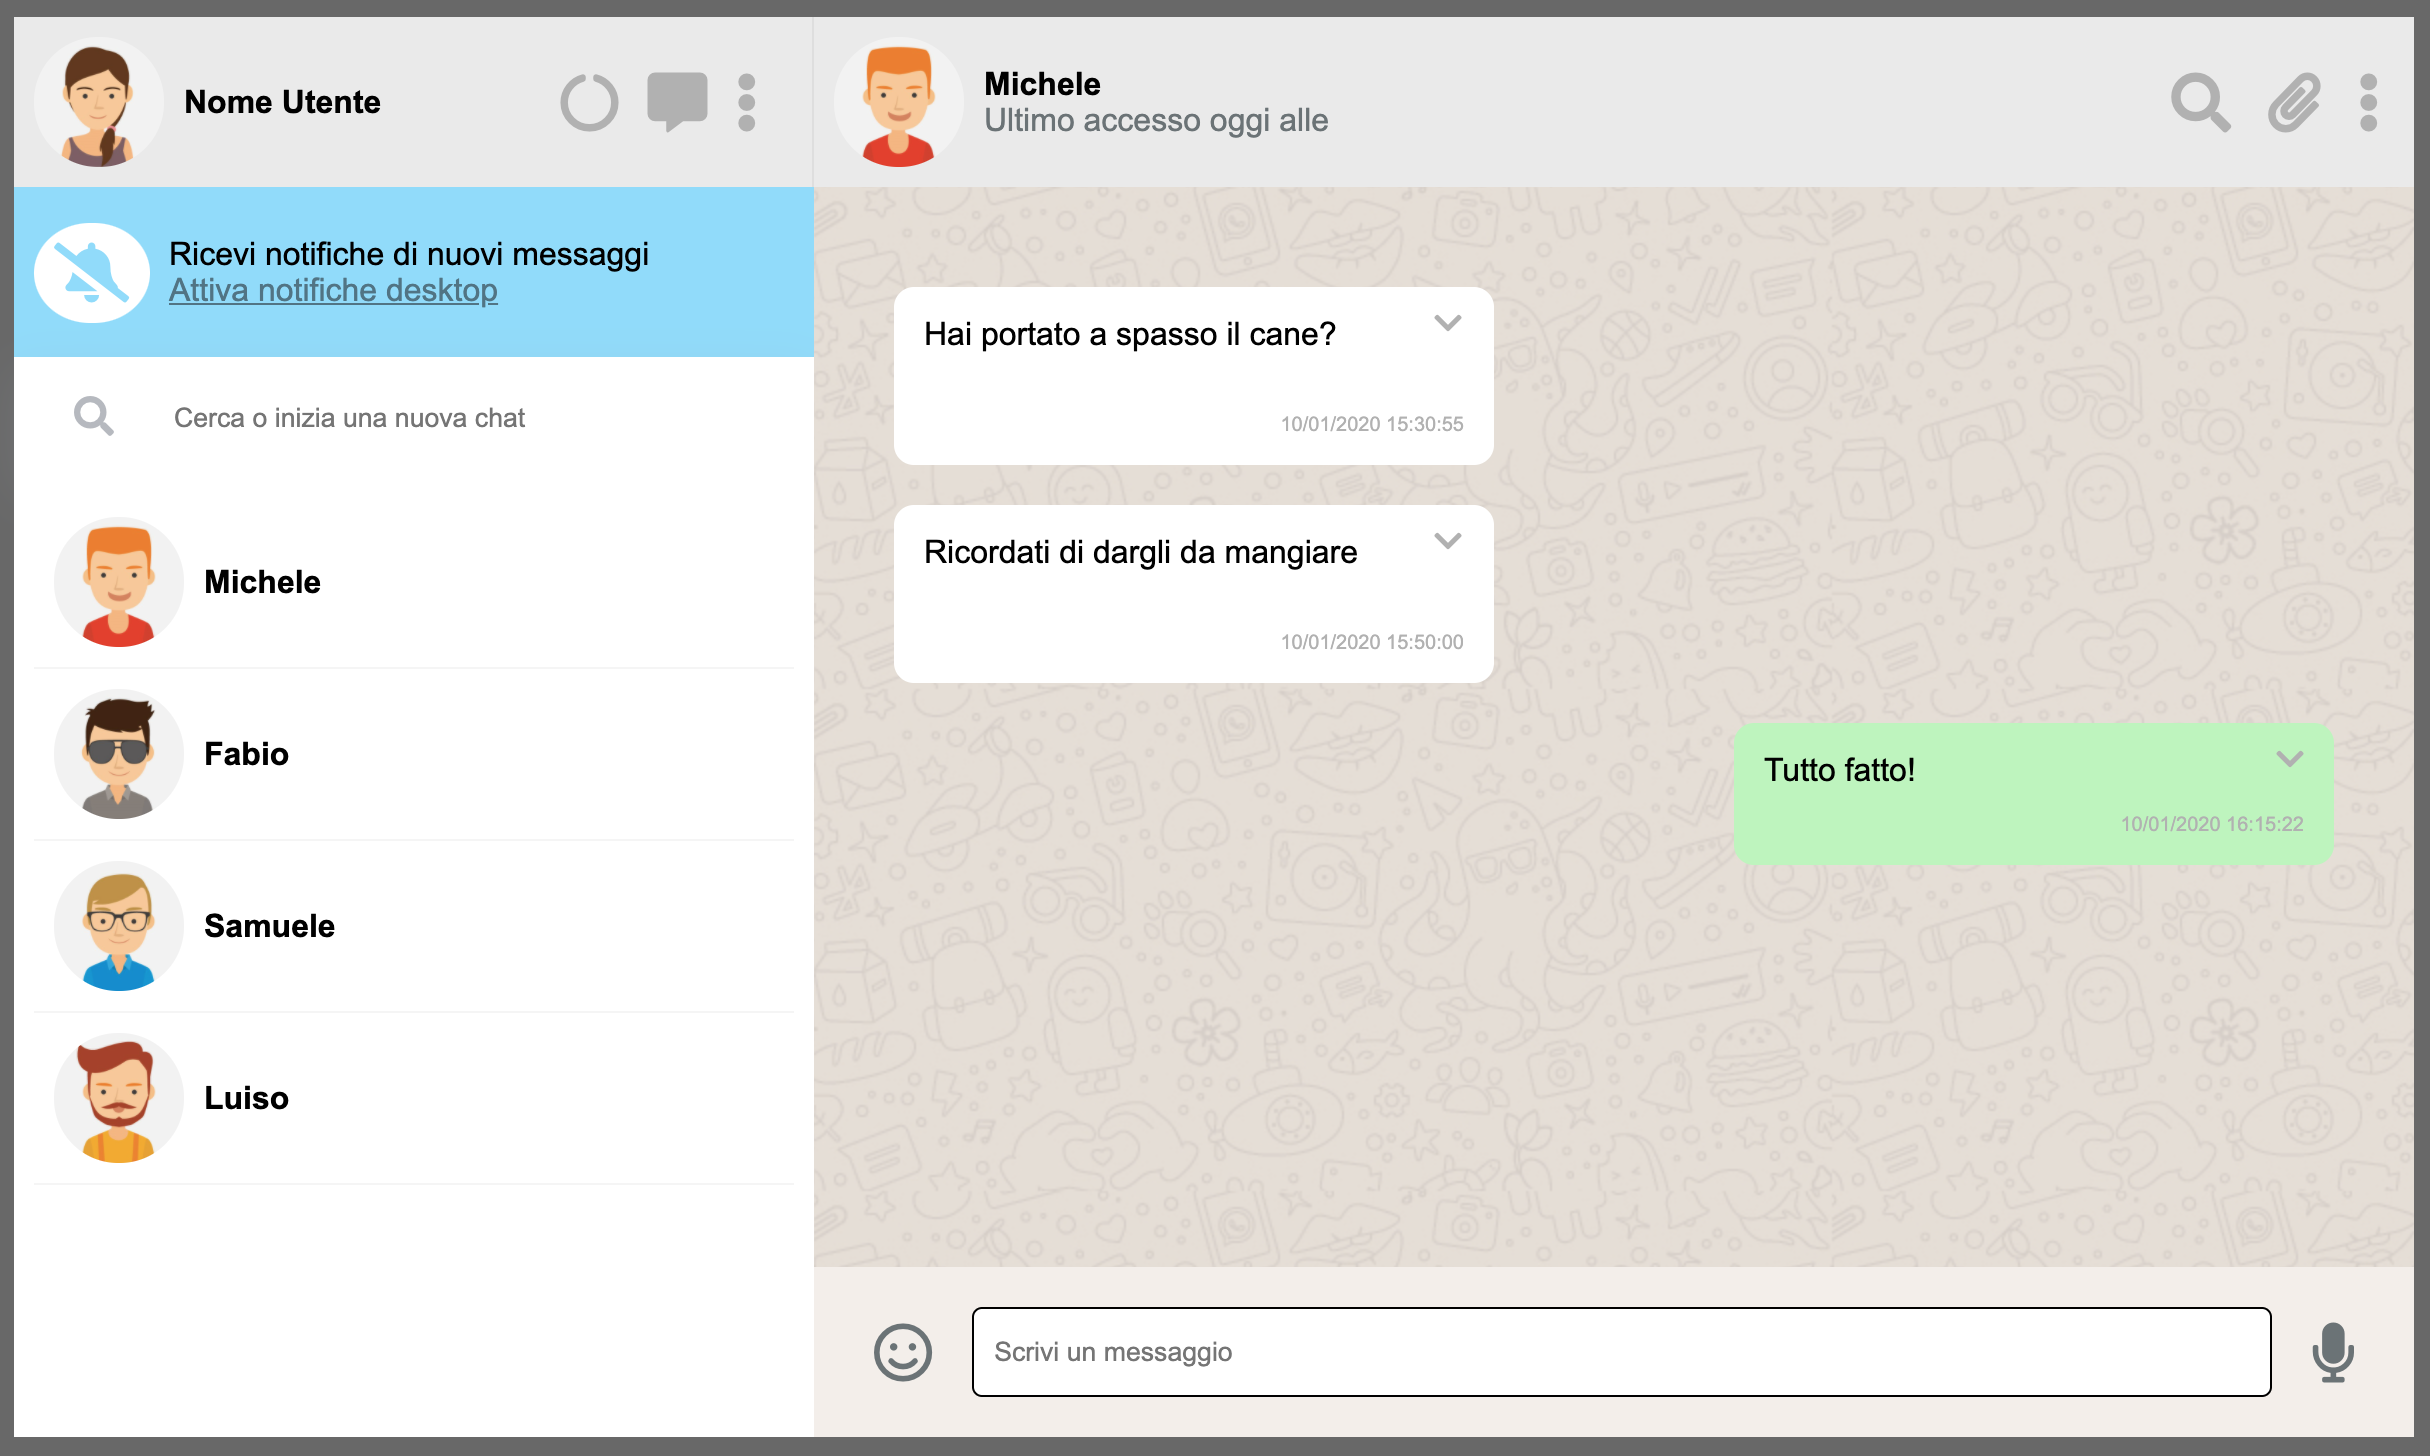 Nome Utente
Ricevi notifiche di nuovi messaggi
Attiva notifiche desktop
Cerca o inizia una nuova chat
Michele
Fabio
Samuele
Luiso
Michele
Ultimo accesso oggi alle
Hai portato a spasso il cane?
10/01/2020 15:30:55
Ricordati di dargli da mangiare
10/01/2020 15:50:00
Tutto fatto!
10/01/2020 16:15:22
Scrivi un messaggio